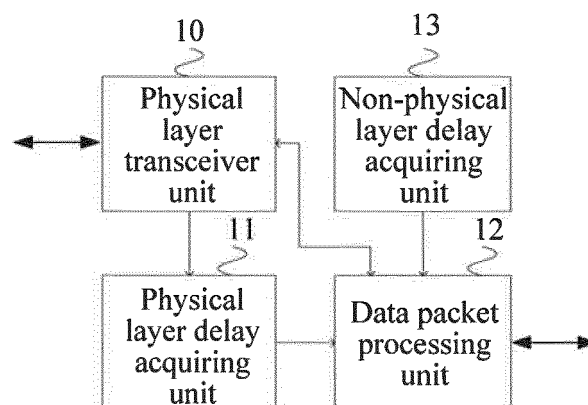 10
Physical
layer
transceiver
unit
13
Non-physical
layer delay
acquiring
unit
11
Physical
layer delay
acquiring
unit
12
Data packet
processing
unit